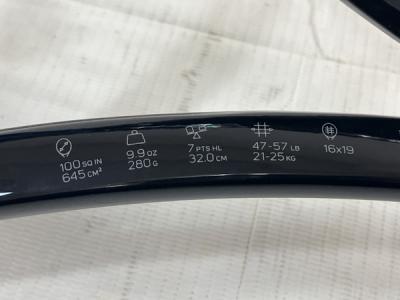 100 SQ IN
645 CM²
9.9 OZ
280 G
7 PTS HL
32.0 CM
47-57 LB
21-25 KG
16x19